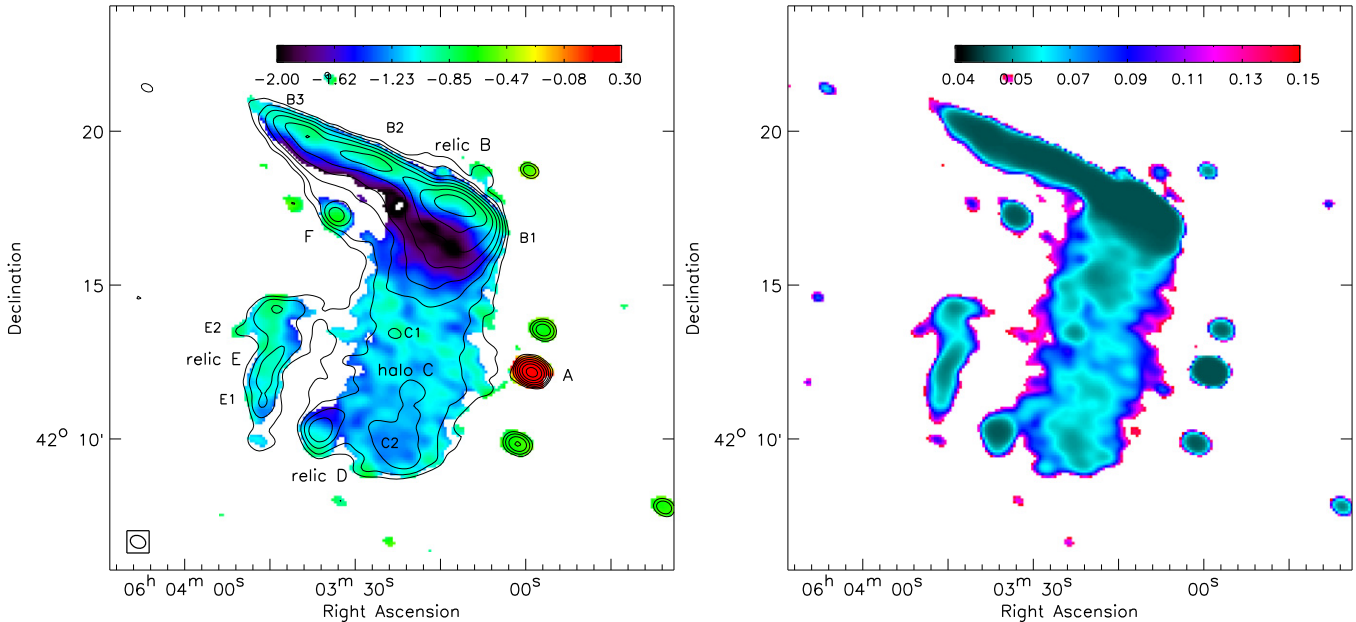 −2.00 −1.62 −1.23 −0.85 −0.47 −0.08 0.30
B3
B2
20
relic B
F
B1
15
E2
C1
relic E
halo C
A
E1
42° 10'
C2
relic D
Declination
06ʰ 04ᵐ 00ˢ 03ᵐ 30ˢ 00ˢ
Right Ascension
0.04 0.05 0.07 0.09 0.11 0.13 0.15
20
15
42° 10'
Declination
06ʰ 04ᵐ 00ˢ 03ᵐ 30ˢ 00ˢ
Right Ascension